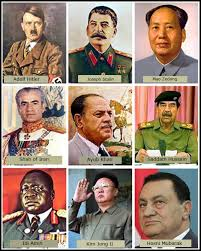 Adolf Hitler
Joseph Stalin
Mao Zedong
Shah of Iran
Ayub Khan
Saddam Hussein
Idi Amin
Kim Jong Il
Hosni Mubarak